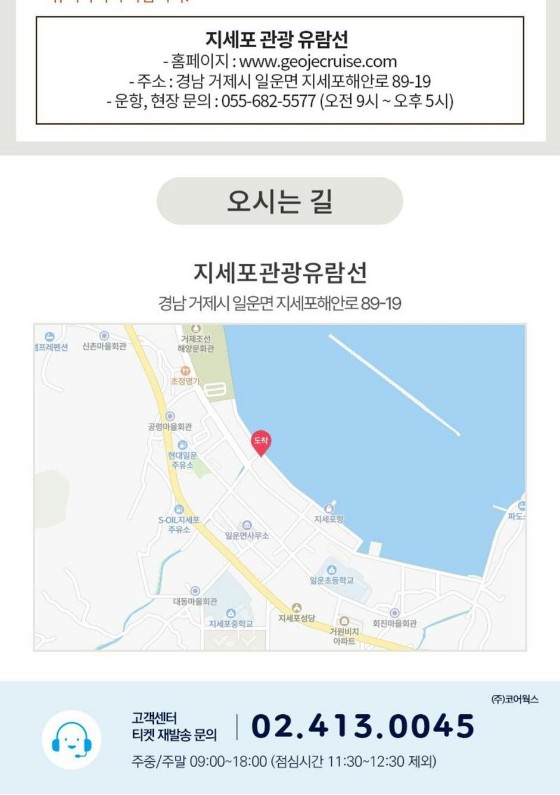 지세포 관광 유람선
- 홈페이지 : www.geojecruise.com
- 주소 : 경남 거제시 일운면 지세포해안로 89-19
- 운항, 현장 문의 : 055-682-5577 (오전 9시 ~ 오후 5시)
오시는 길
지세포관광유람선
경남 거제시 일운면 지세포해안로 89-19
거제조선
해양문화관
신촌마을회관
초정명가
공령마을회관
도착
현대일운
주유소
S-OIL지세포
주유소
지세포항
일운면사무소
일운초등학교
대동마을회관
지세포중학교
지세포성당
거원비치
아파트
회진마을회관
(주)코어웍스
고객센터
티켓 재발송 문의
02.413.0045
주중/주말 09:00~18:00 (점심시간 11:30~12:30 제외)